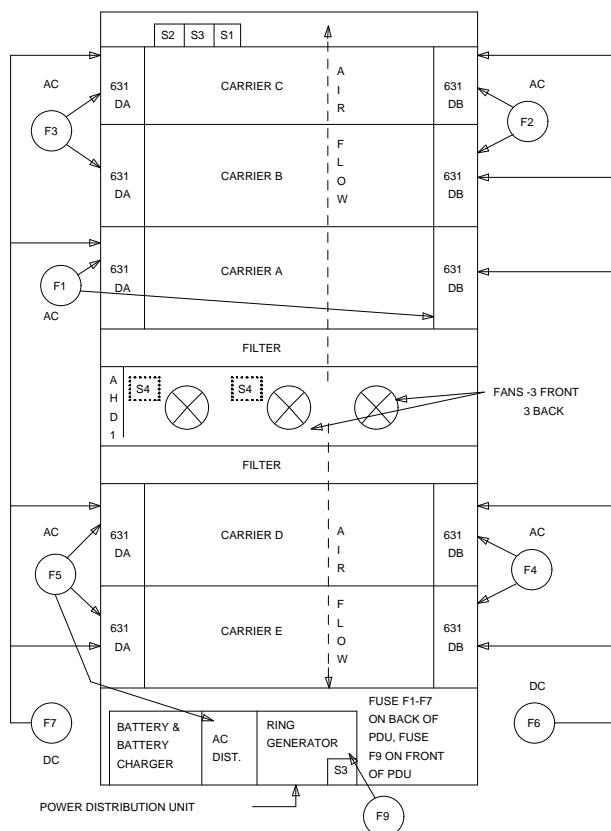 S2 S3 S1
AC
631
DA
CARRIER C
A
I
R
631
DB
AC
F3
F2
631
DA
CARRIER B
F
L
O
W
631
DB
631
DA
CARRIER A
631
DB
F1
AC
FILTER
A
H
D
1
S4
S4
FANS -3 FRONT
3 BACK
FILTER
AC
631
DA
CARRIER D
A
I
R
631
DB
AC
F5
F4
631
DA
CARRIER E
F
L
O
W
631
DB
DC
F7
DC
F6
BATTERY &
BATTERY
CHARGER
AC
DIST.
RING
GENERATOR
S3
FUSE F1-F7
ON BACK OF
PDU, FUSE
F9 ON FRONT
OF PDU
POWER DISTRIBUTION UNIT
F9